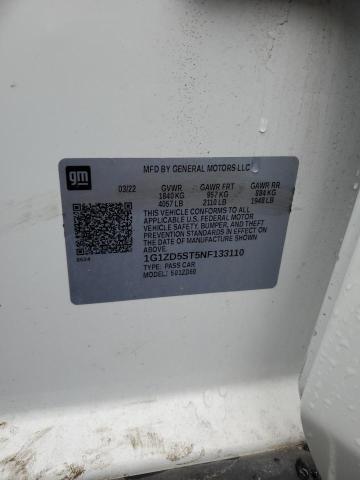 gm
MFD BY GENERAL MOTORS LLC
03/22 GVWR GAWR FRT GAWR RR
1840 KG 957 KG 884 KG
4057 LB 2110 LB 1948 LB
THIS VEHICLE CONFORMS TO ALL
APPLICABLE U.S. FEDERAL MOTOR
VEHICLE SAFETY, BUMPER, AND THEFT
PREVENTION STANDARDS IN EFFECT ON
THE DATE OF MANUFACTURE SHOWN
ABOVE.
1G1ZD5ST5NF133110
TYPE: PASS CAR
MODEL: